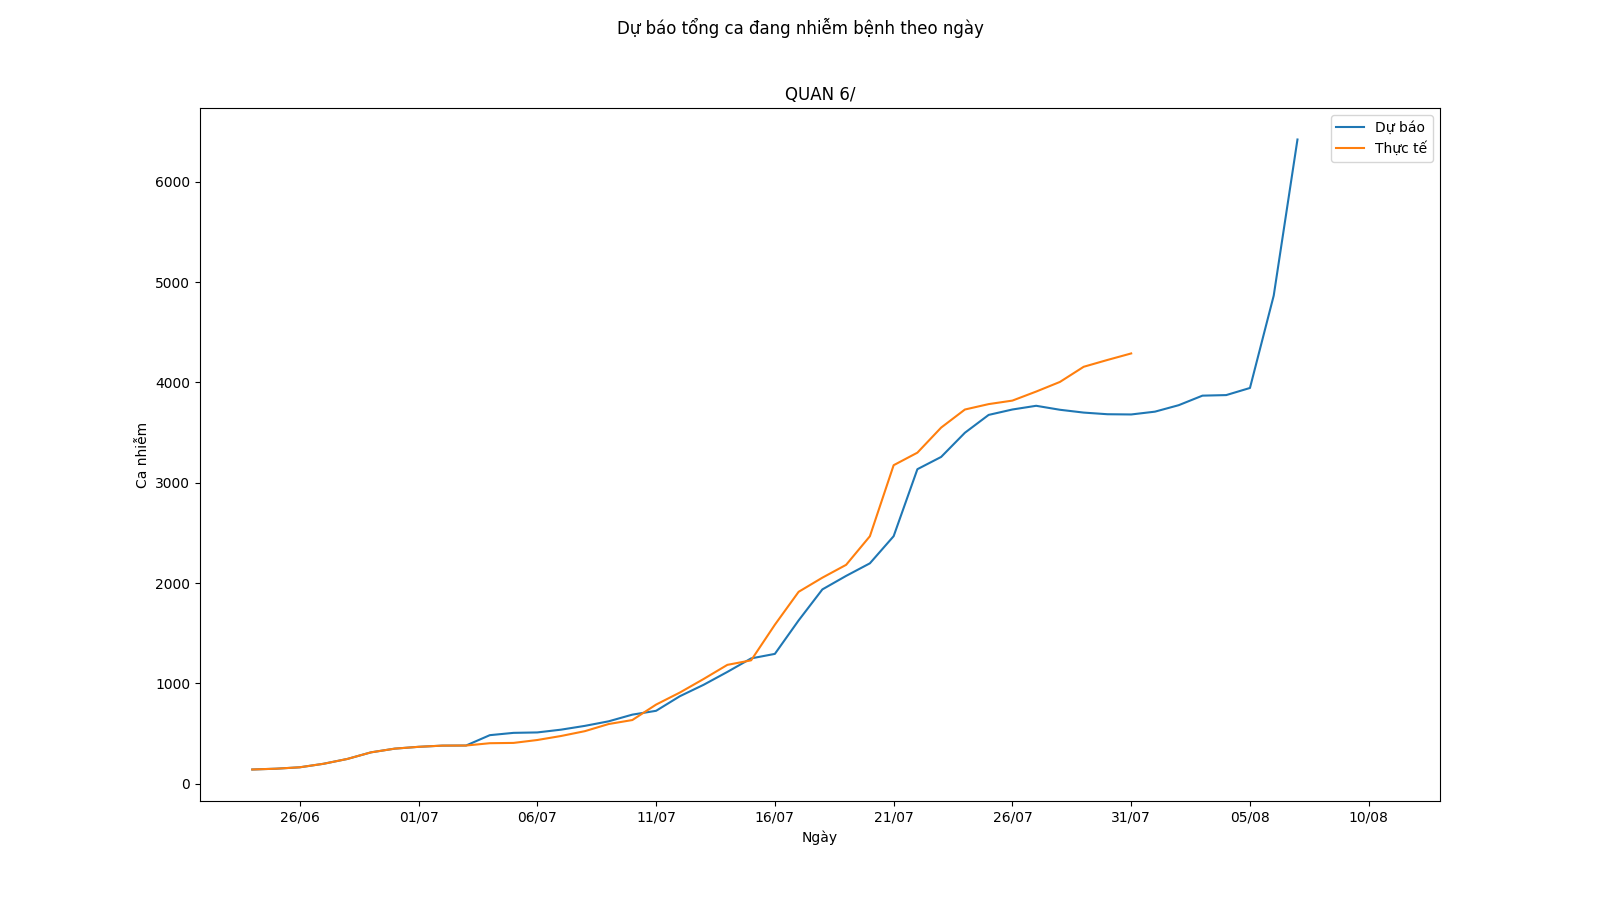 Dự báo tổng ca đang nhiễm bệnh theo ngày
QUAN 6/
Dự báo
Thực tế
6000
5000
4000
3000
2000
1000
0
Ca nhiễm
26/06 01/07 06/07 11/07 16/07 21/07 26/07 31/07 05/08 10/08
Ngày